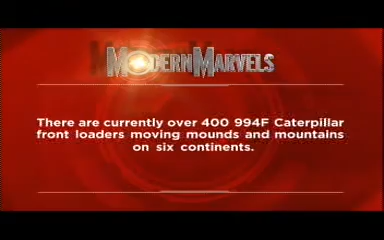 MODERN MARVELS
There are currently over 400 994F Caterpillar
front loaders moving mounds and mountains
on six continents.